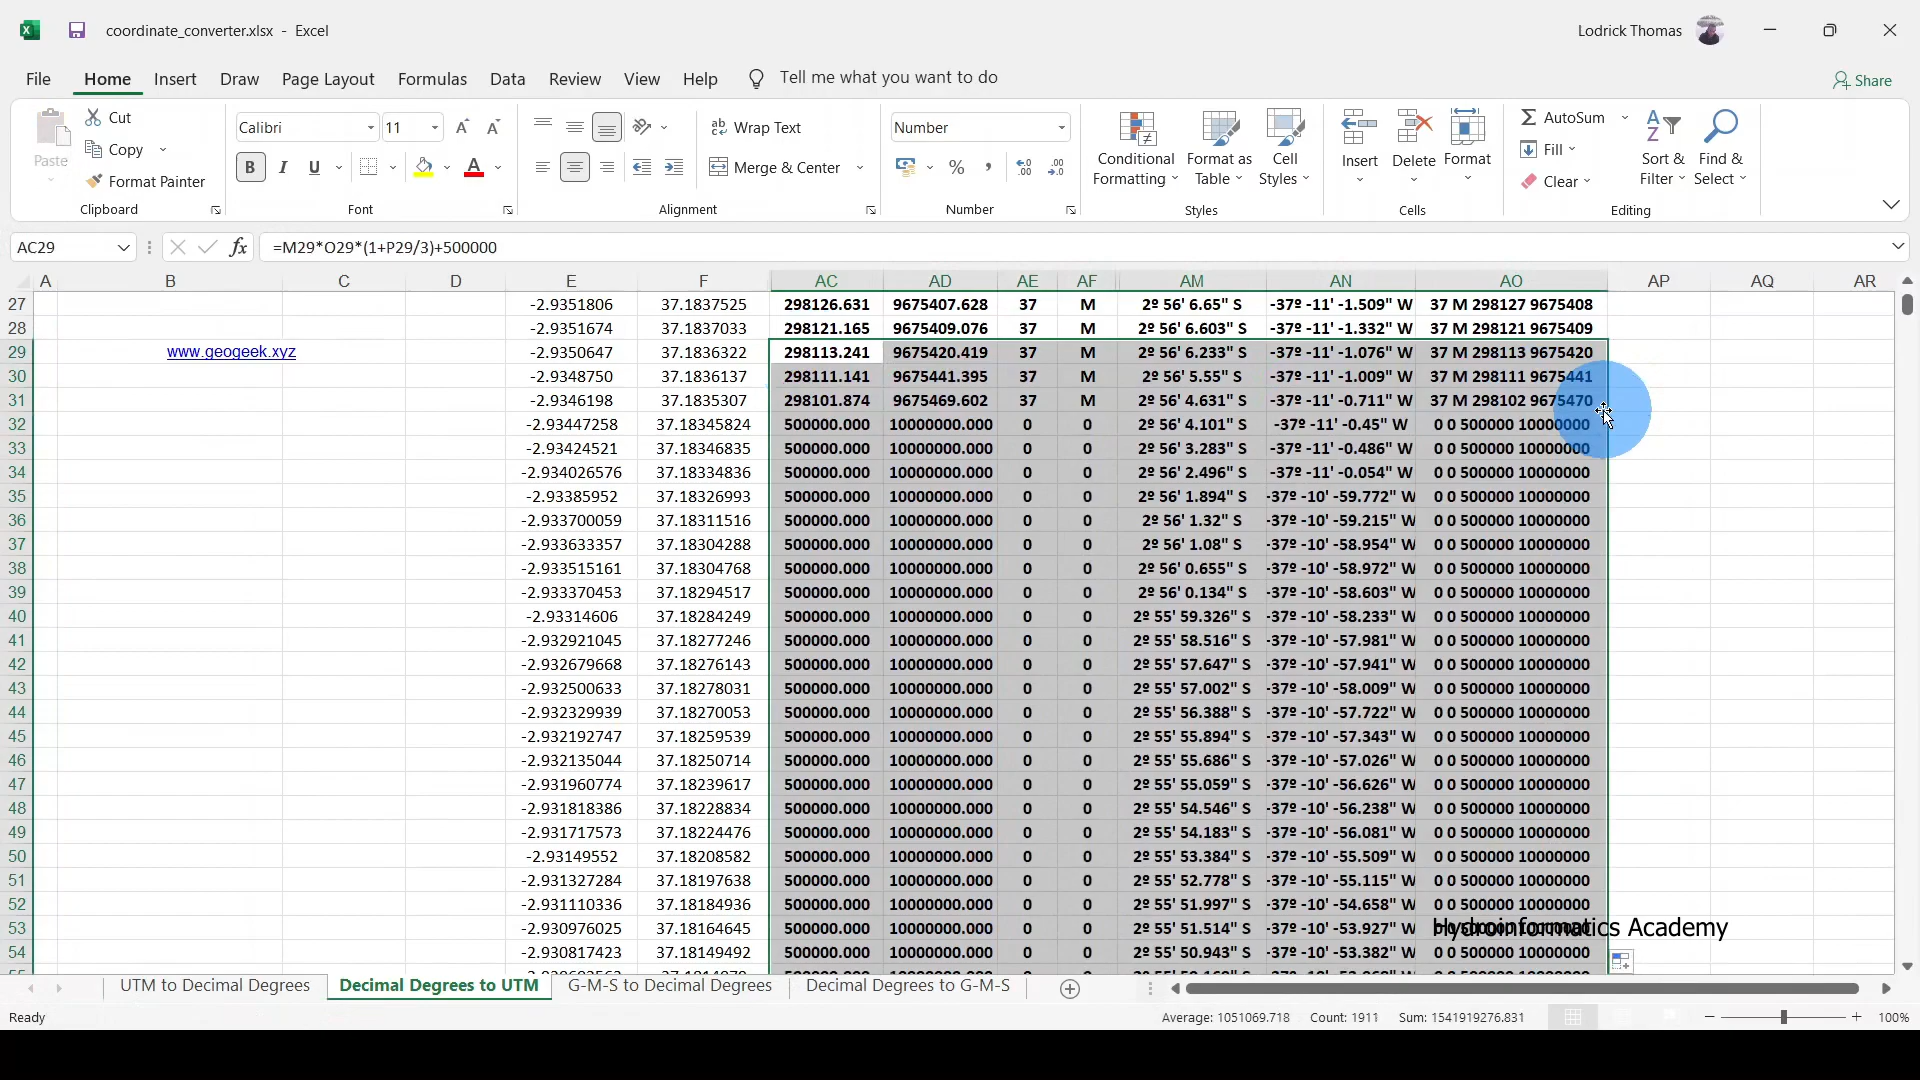 coordinate_converter.xlsx - Excel
Lodrick Thomas
File Home Insert Draw Page Layout Formulas Data Review View Help Tell me what you want to do
Share
Paste
Cut
Copy
Format Painter
Clipboard
Calibri 11
B I U
Font
Wrap Text
Merge & Center
Alignment
Number
Number
Conditional Formatting
Format as Table
Cell Styles
Styles
Insert Delete Format
Cells
AutoSum
Fill
Clear
Sort & Filter
Find & Select
Editing
AC29 fx =M29*O29*(1+P29/3)+500000
A B C D E F AC AD AE AF AM AN AO AP AQ AR
27 -2.9351806 37.1837525 298126.631 9675407.628 37 M 2º 56' 6.65" S -37º -11' -1.509" W 37 M 298127 9675408
28 -2.9351674 37.1837033 298121.165 9675409.076 37 M 2º 56' 6.603" S -37º -11' -1.332" W 37 M 298121 9675409
29 www.geogeek.xyz -2.9350647 37.1836322 298113.241 9675420.419 37 M 2º 56' 6.233" S -37º -11' -1.076" W 37 M 298113 9675420
30 -2.9348750 37.1836137 298111.141 9675441.395 37 M 2º 56' 5.55" S -37º -11' -1.009" W 37 M 298111 9675441
31 -2.9346198 37.1835307 298101.874 9675469.602 37 M 2º 56' 4.631" S -37º -11' -0.711" W 37 M 298102 9675470
32 -2.93447258 37.18345824 500000.000 10000000.000 0 0 2º 56' 4.101" S -37º -11' -0.45" W 0 0 500000 10000000
33 -2.93424521 37.18346835 500000.000 10000000.000 0 0 2º 56' 3.283" S -37º -11' -0.486" W 0 0 500000 10000000
34 -2.934026576 37.18334836 500000.000 10000000.000 0 0 2º 56' 2.496" S -37º -11' -0.054" W 0 0 500000 10000000
35 -2.93385952 37.18326993 500000.000 10000000.000 0 0 2º 56' 1.894" S -37º -10' -59.772" W 0 0 500000 10000000
36 -2.933700059 37.18311516 500000.000 10000000.000 0 0 2º 56' 1.32" S -37º -10' -59.215" W 0 0 500000 10000000
37 -2.933633357 37.18304288 500000.000 10000000.000 0 0 2º 56' 1.08" S -37º -10' -58.954" W 0 0 500000 10000000
38 -2.933515161 37.18304768 500000.000 10000000.000 0 0 2º 56' 0.655" S -37º -10' -58.972" W 0 0 500000 10000000
39 -2.933370453 37.18294517 500000.000 10000000.000 0 0 2º 56' 0.134" S -37º -10' -58.603" W 0 0 500000 10000000
40 -2.93314606 37.18284249 500000.000 10000000.000 0 0 2º 55' 59.326" S -37º -10' -58.233" W 0 0 500000 10000000
41 -2.932921045 37.18277246 500000.000 10000000.000 0 0 2º 55' 58.516" S -37º -10' -57.981" W 0 0 500000 10000000
42 -2.932679668 37.18276143 500000.000 10000000.000 0 0 2º 55' 57.647" S -37º -10' -57.941" W 0 0 500000 10000000
43 -2.932500633 37.18278031 500000.000 10000000.000 0 0 2º 55' 57.002" S -37º -10' -58.009" W 0 0 500000 10000000
44 -2.932329939 37.18270053 500000.000 10000000.000 0 0 2º 55' 56.388" S -37º -10' -57.722" W 0 0 500000 10000000
45 -2.932192747 37.18259539 500000.000 10000000.000 0 0 2º 55' 55.894" S -37º -10' -57.343" W 0 0 500000 10000000
46 -2.932135044 37.18250714 500000.000 10000000.000 0 0 2º 55' 55.686" S -37º -10' -57.026" W 0 0 500000 10000000
47 -2.931960774 37.18239617 500000.000 10000000.000 0 0 2º 55' 55.059" S -37º -10' -56.626" W 0 0 500000 10000000
48 -2.931818386 37.18228834 500000.000 10000000.000 0 0 2º 55' 54.546" S -37º -10' -56.238" W 0 0 500000 10000000
49 -2.931717573 37.18224476 500000.000 10000000.000 0 0 2º 55' 54.183" S -37º -10' -56.081" W 0 0 500000 10000000
50 -2.93149552 37.18208582 500000.000 10000000.000 0 0 2º 55' 53.384" S -37º -10' -55.509" W 0 0 500000 10000000
51 -2.931327284 37.18197638 500000.000 10000000.000 0 0 2º 55' 52.778" S -37º -10' -55.115" W 0 0 500000 10000000
52 -2.931110336 37.18184936 500000.000 10000000.000 0 0 2º 55' 51.997" S -37º -10' -54.658" W 0 0 500000 10000000
53 -2.930976025 37.18164645 500000.000 10000000.000 0 0 2º 55' 51.514" S -37º -10' -53.927" W 0 0 500000 10000000
Hydroinformatics Academy
54 -2.930817423 37.18149492 500000.000 10000000.000 0 0 2º 55' 50.943" S -37º -10' -53.382" W 0 0 500000 10000000
UTM to Decimal Degrees Decimal Degrees to UTM G-M-S to Decimal Degrees Decimal Degrees to G-M-S
Ready Average: 1051069.718 Count: 1911 Sum: 1541919276.831 100%